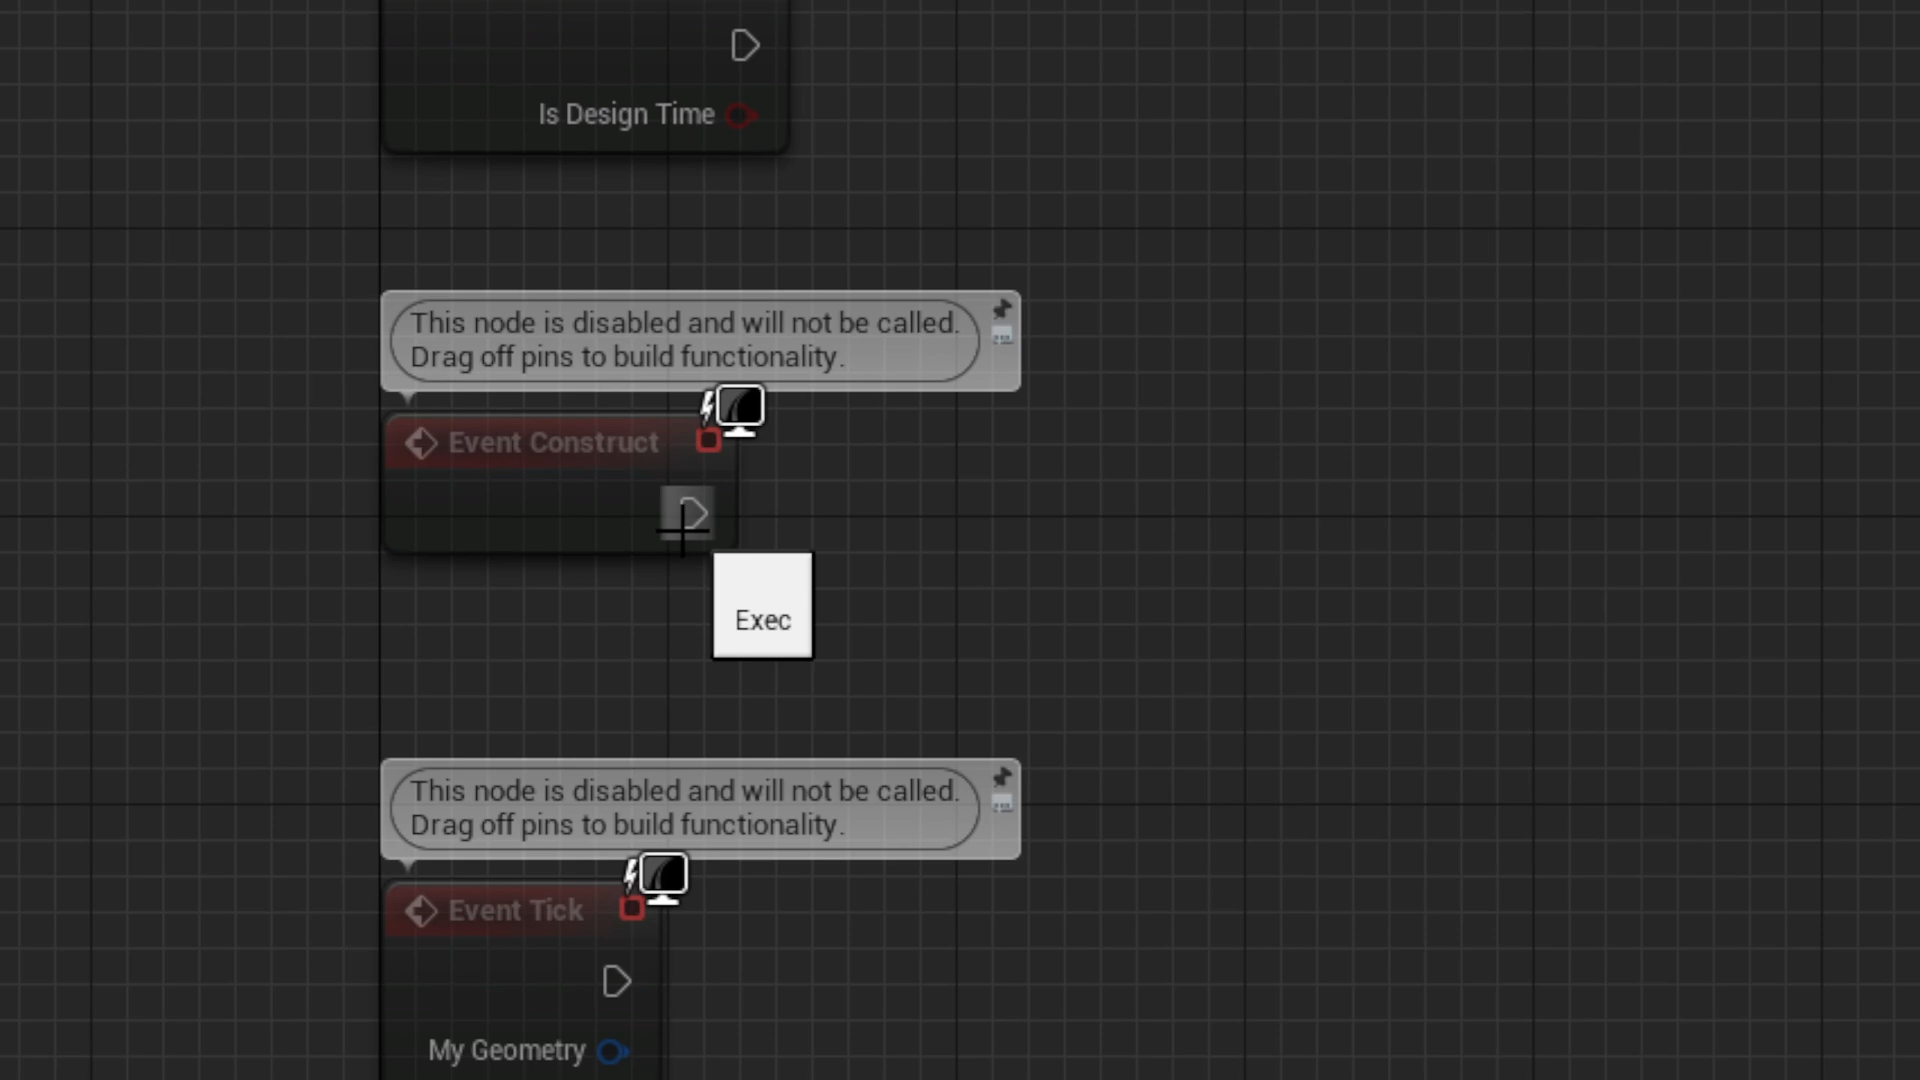 Is Design Time
This node is disabled and will not be called.
Drag off pins to build functionality.
Event Construct
Exec
This node is disabled and will not be called.
Drag off pins to build functionality.
Event Tick
My Geometry